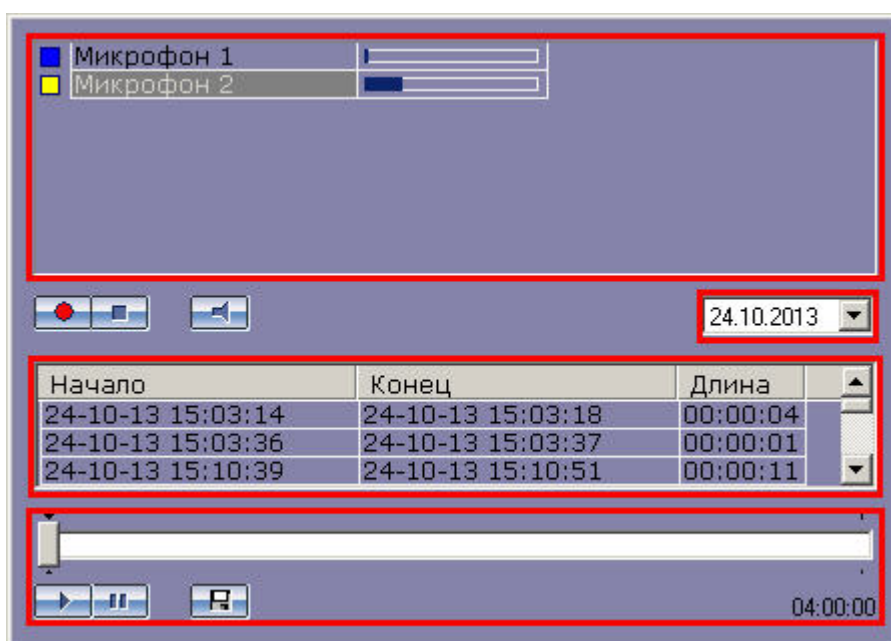 Микрофон 1
Микрофон 2
24.10.2013
Начало Конец Длина
24-10-13 15:03:14 24-10-13 15:03:18 00:00:04
24-10-13 15:03:36 24-10-13 15:03:37 00:00:01
24-10-13 15:10:39 24-10-13 15:10:51 00:00:11
04:00:00